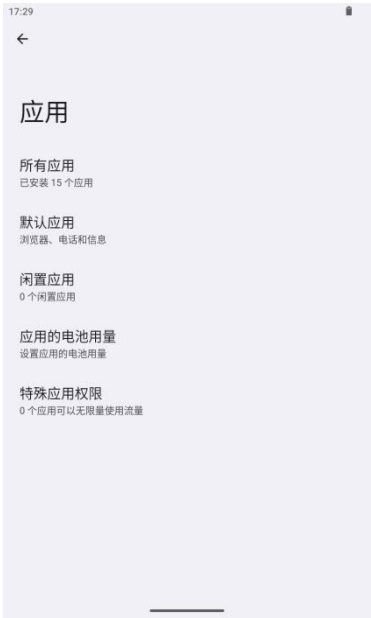 17:29
应用
所有应用
已安装 15 个应用
默认应用
浏览器、电话和信息
闲置应用
0 个闲置应用
应用的电池用量
设置应用的电池用量
特殊应用权限
0 个应用可以无限量使用流量